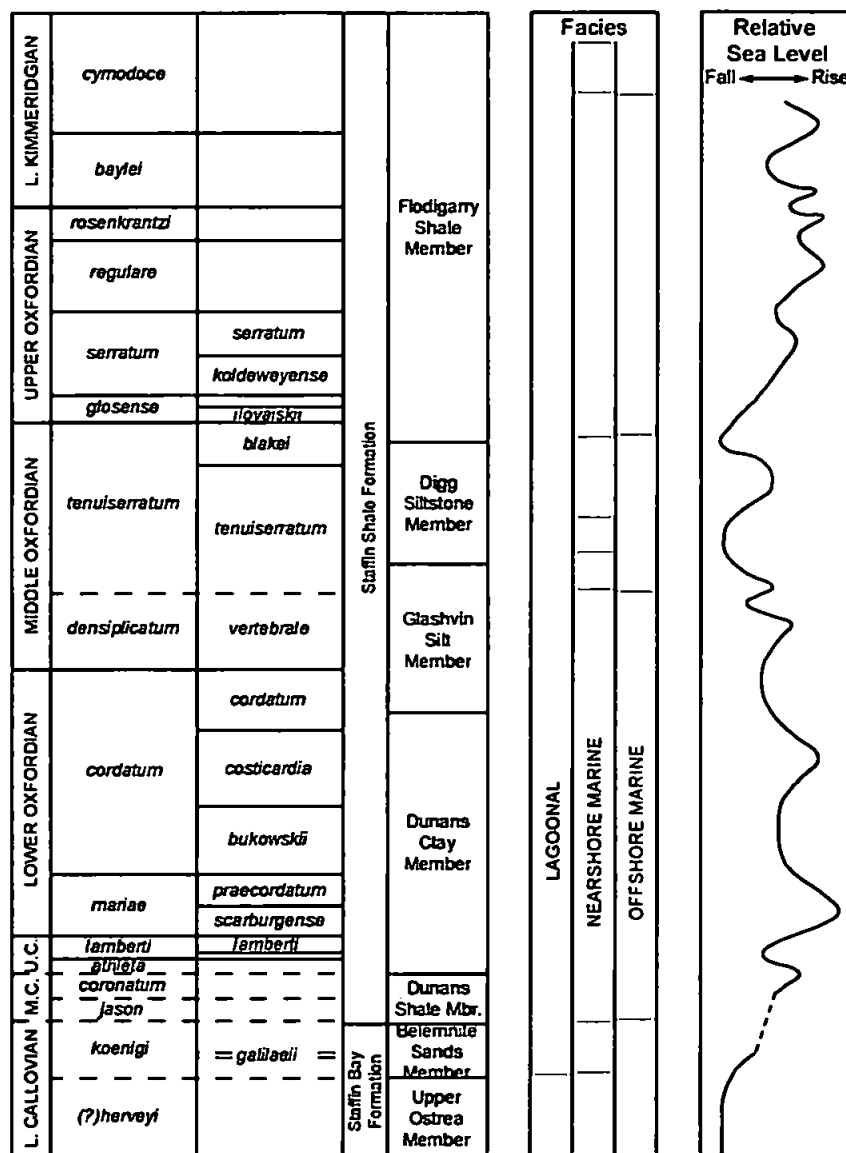 Facies
Relative
Sea Level
Fall
Rise
L. KIMMERIDGIAN
UPPER OXFORDIAN
MIDDLE OXFORDIAN
LOWER OXFORDIAN
U.C.
M.C.
L. CALLOVIAN
cymodoce
baylei
rosenkrantzi
regulare
serratum
glosense
tenuiserratum
densiplicatum
cordatum
mariae
lamberti
athleta
coronatum
jason
koenigi
(?)herveyi
serratum
koldeweyense
ilovaiskii
blakei
tenuiserratum
vertebrale
cordatum
costicardia
bukowskii
praecordatum
scarburgense
lamberti
galilaeii
Staffin Shale Formation
Staffin Bay
Formation
Flodigarry
Shale
Member
Digg
Siltstone
Member
Glashvin
Silt
Member
Dunans
Clay
Member
Dunans
Shale Mbr.
Belemnite
Sands
Member
Upper
Ostrea
Member
LAGOONAL
NEARSHORE MARINE
OFFSHORE MARINE